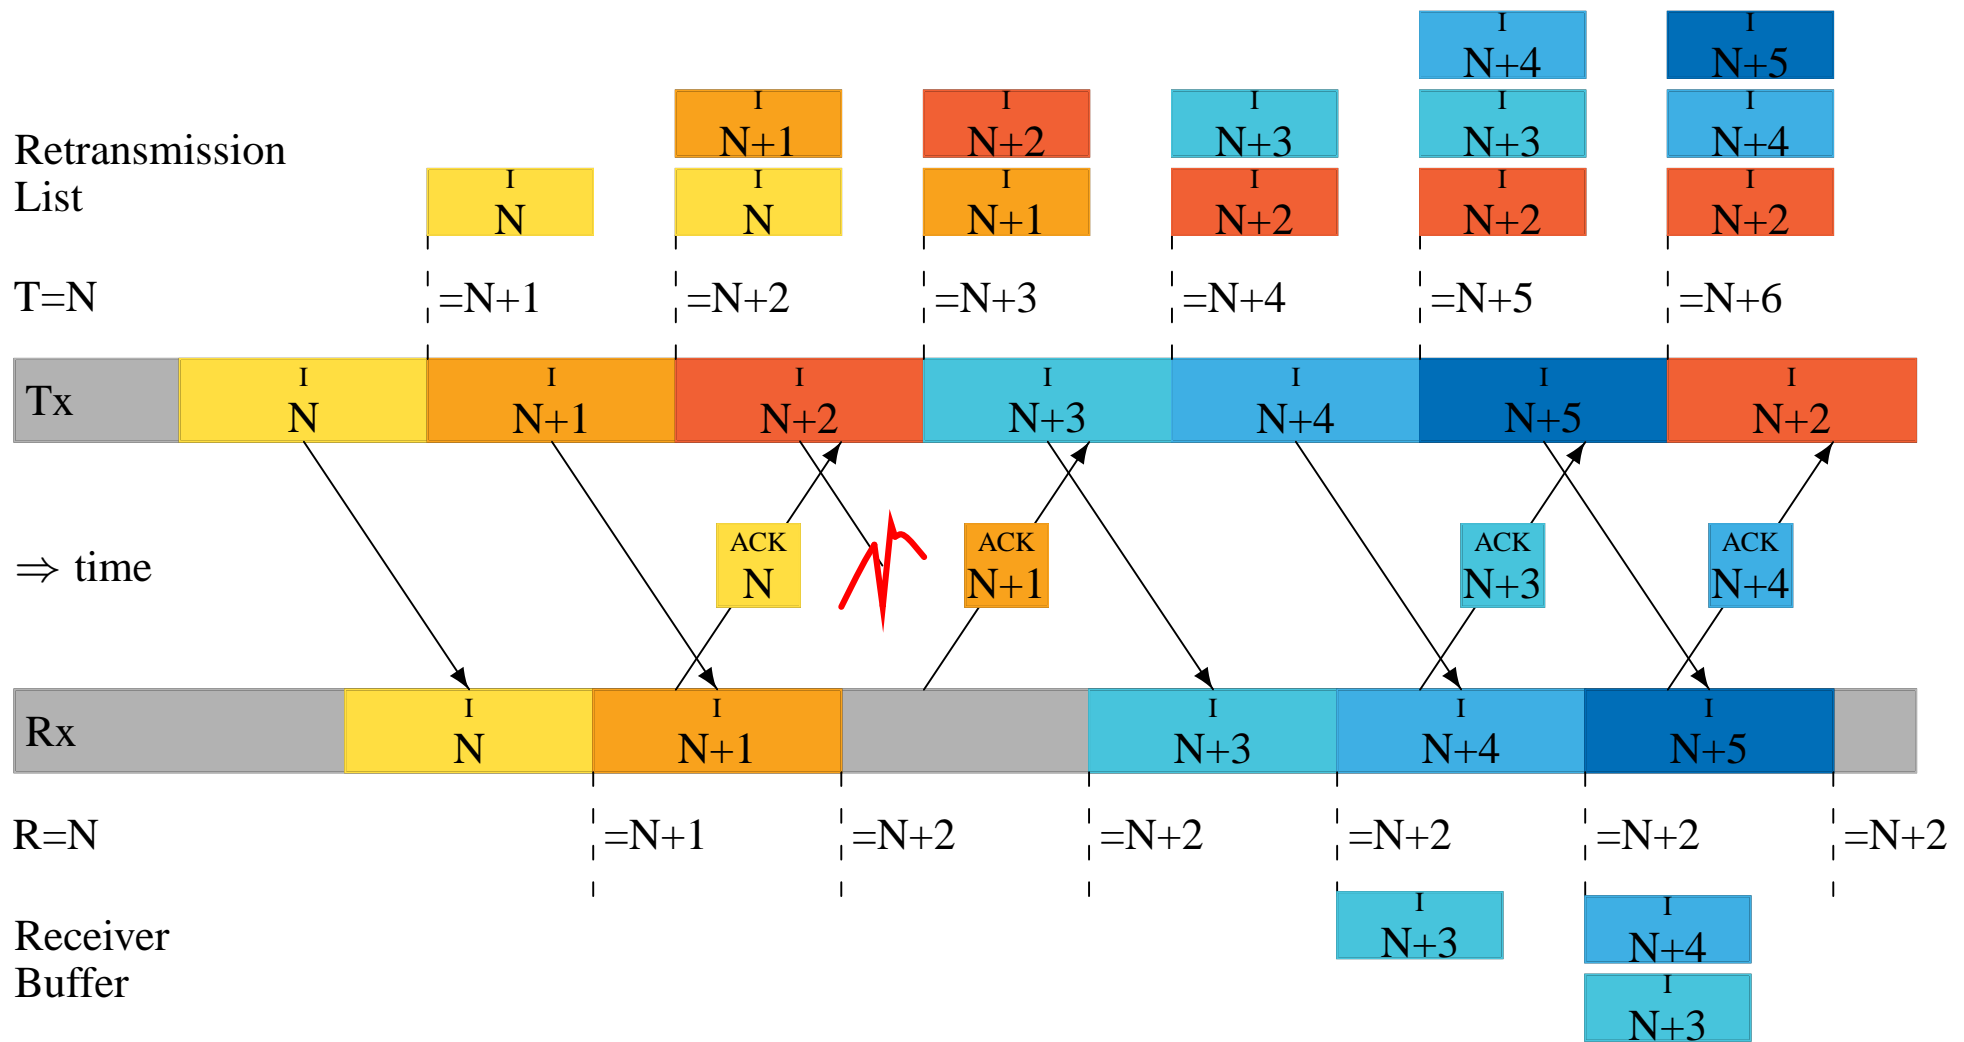 I
N+4
I
N+5
I
N+1
I
N+2
I
N+3
I
N+3
I
N+4
Retransmission
List
I
N
I
N
I
N+1
I
N+2
I
N+2
I
N+2
T=N
=N+1
=N+2
=N+3
=N+4
=N+5
=N+6
Tx
I
N
I
N+1
I
N+2
I
N+3
I
N+4
I
N+5
I
N+2
⇒ time
ACK
N
ACK
N+1
ACK
N+3
ACK
N+4
Rx
I
N
I
N+1
I
N+3
I
N+4
I
N+5
R=N
=N+1
=N+2
=N+2
=N+2
=N+2
=N+2
Receiver
Buffer
I
N+3
I
N+4
I
N+3